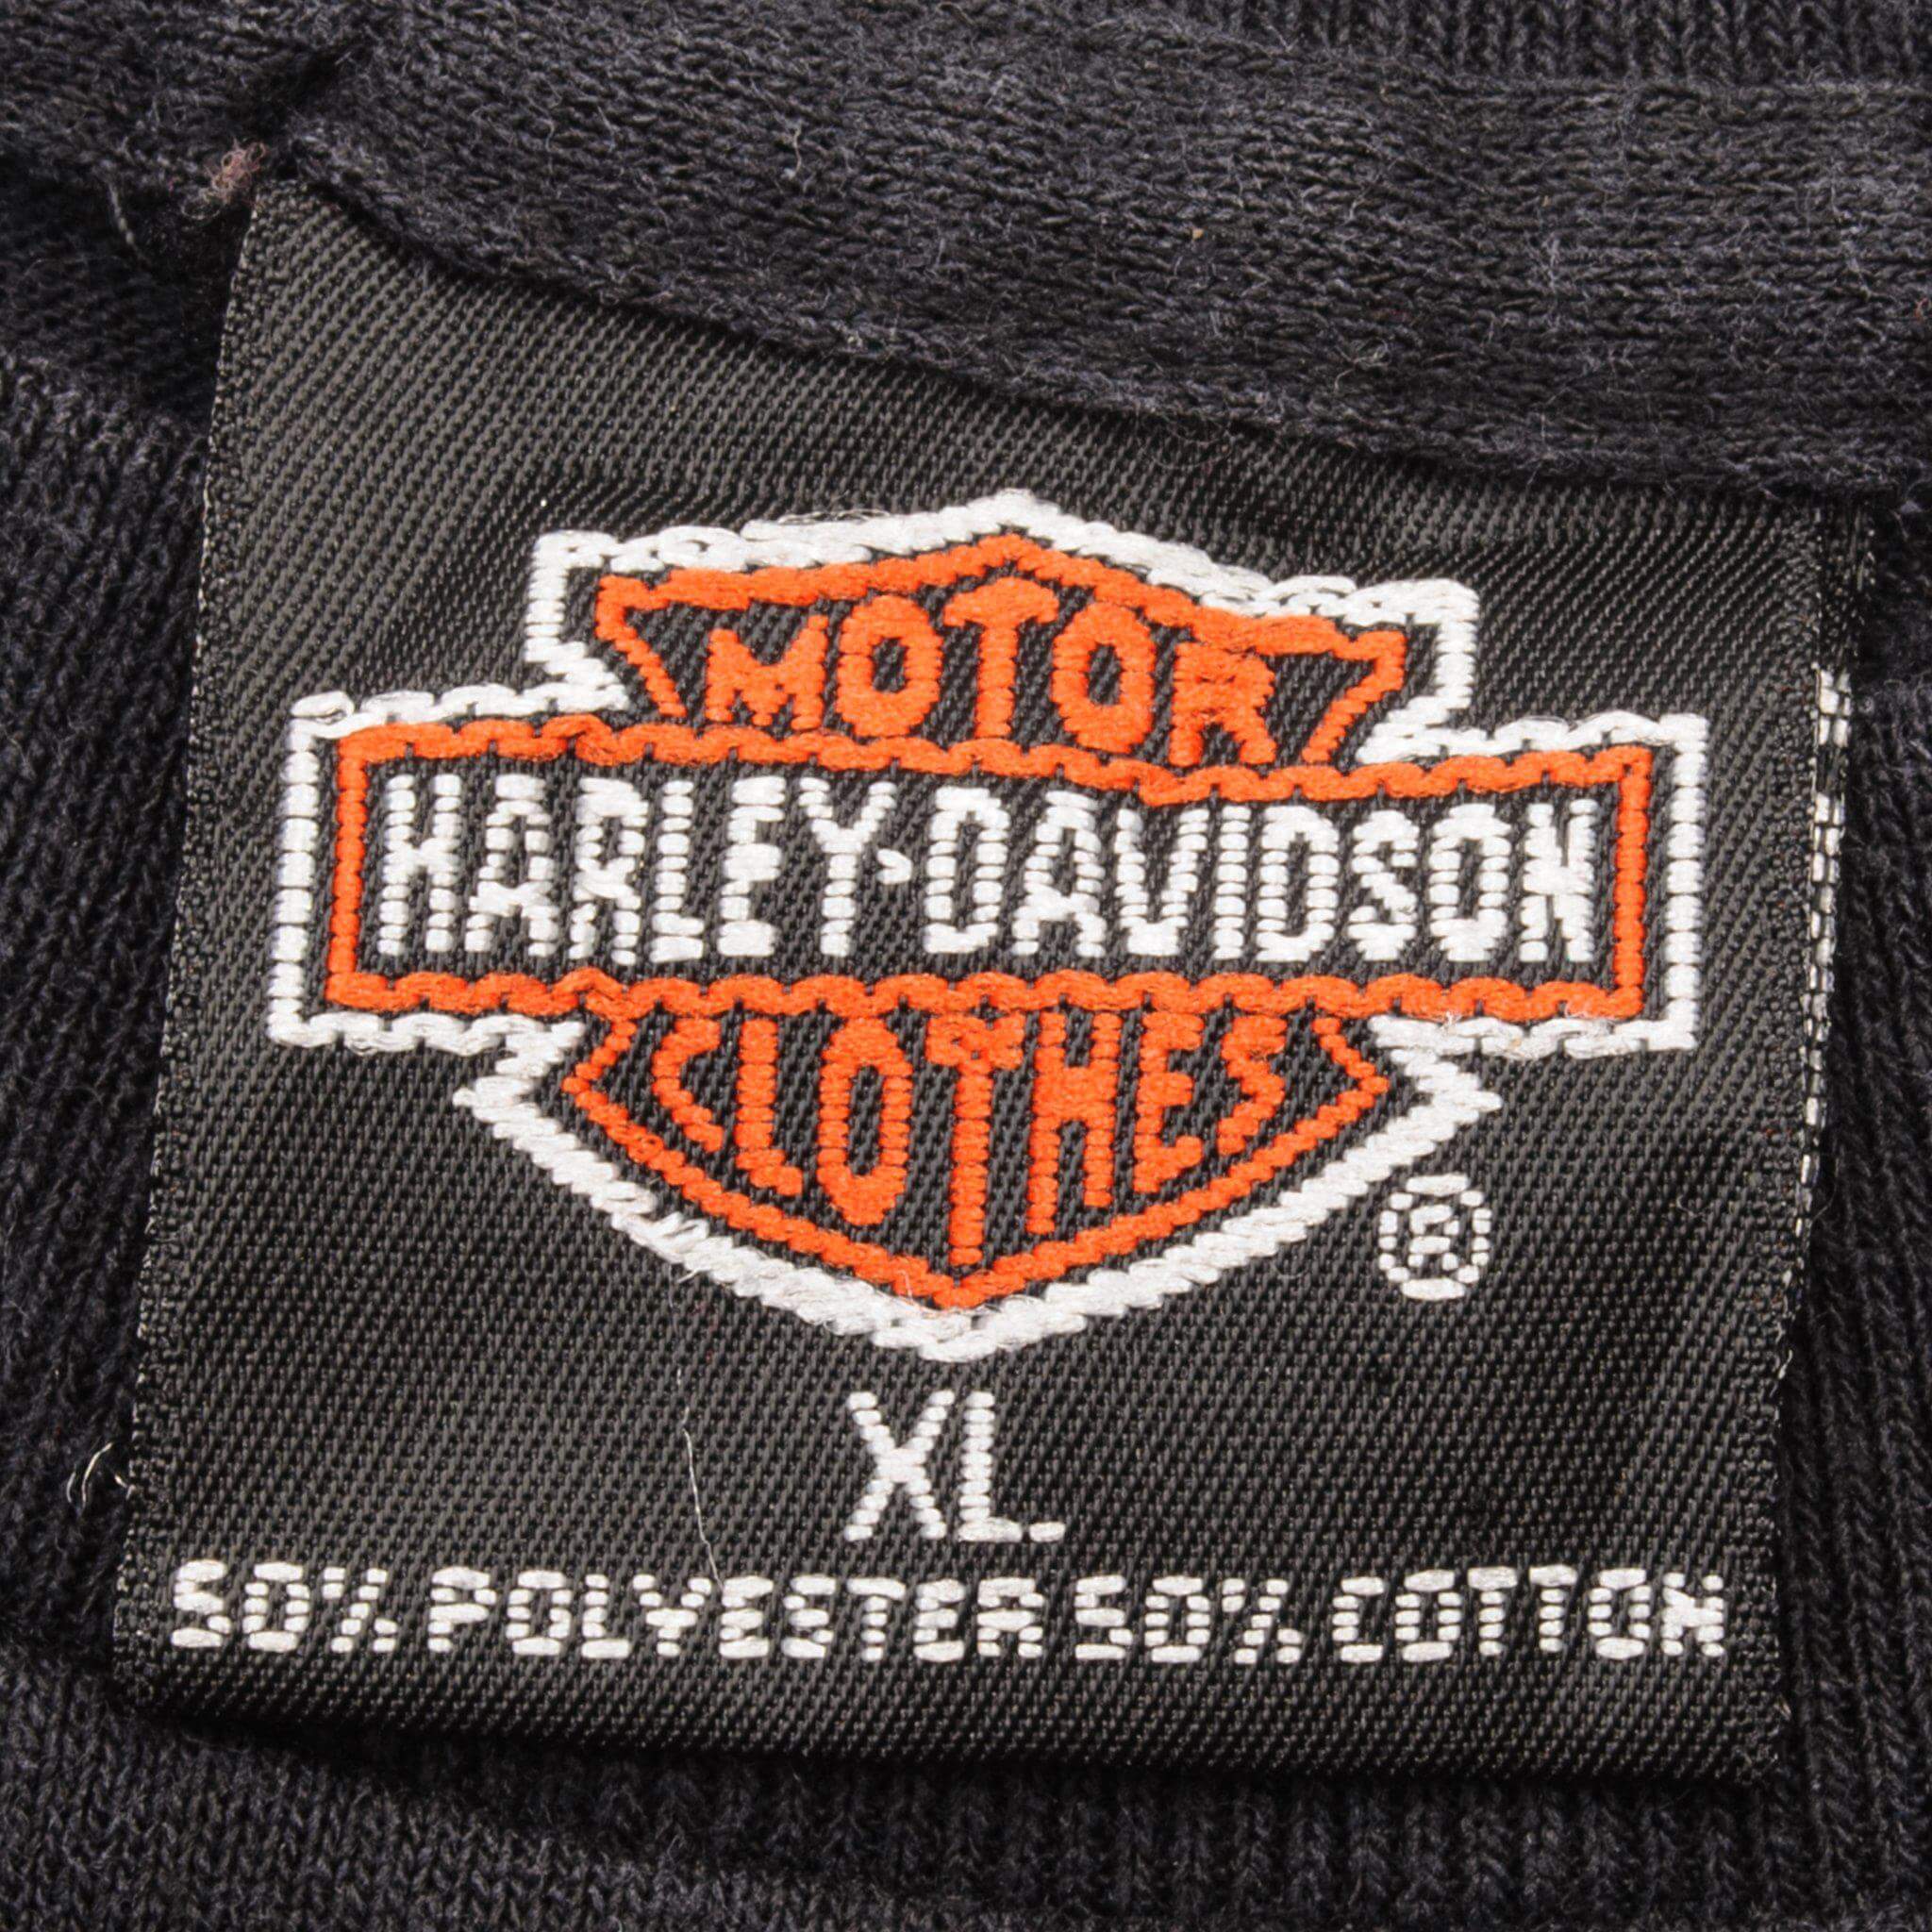 MOTOR
HARLEY-DAVIDSON
CLOTHES
®
XL
50% POLYESTER 50% COTTON